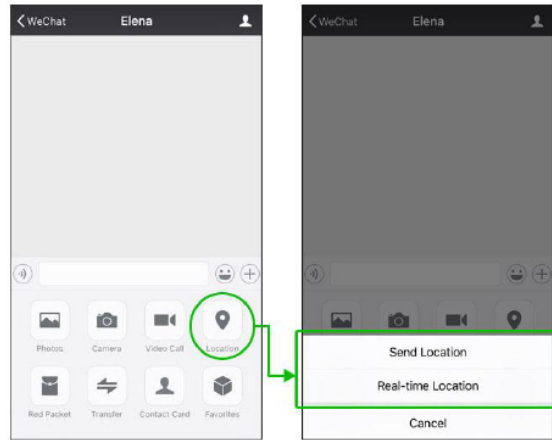 WeChat Elena
Photos Camera Video Call Location
Red Packet Transfer Contact Card Favorites
WeChat Elena
Send Location
Real-time Location
Cancel